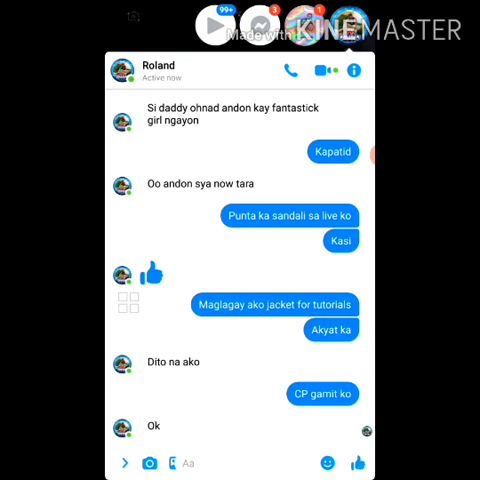 99+
3
1
Made with KINEMASTER
Roland
Active now
Si daddy ohnad andon kay fantastick
girl ngayon
Kapatid
Oo andon sya now tara
Punta ka sandali sa live ko
Kasi
Maglagay ako jacket for tutorials
Akyat ka
Dito na ako
CP gamit ko
Ok
Aa